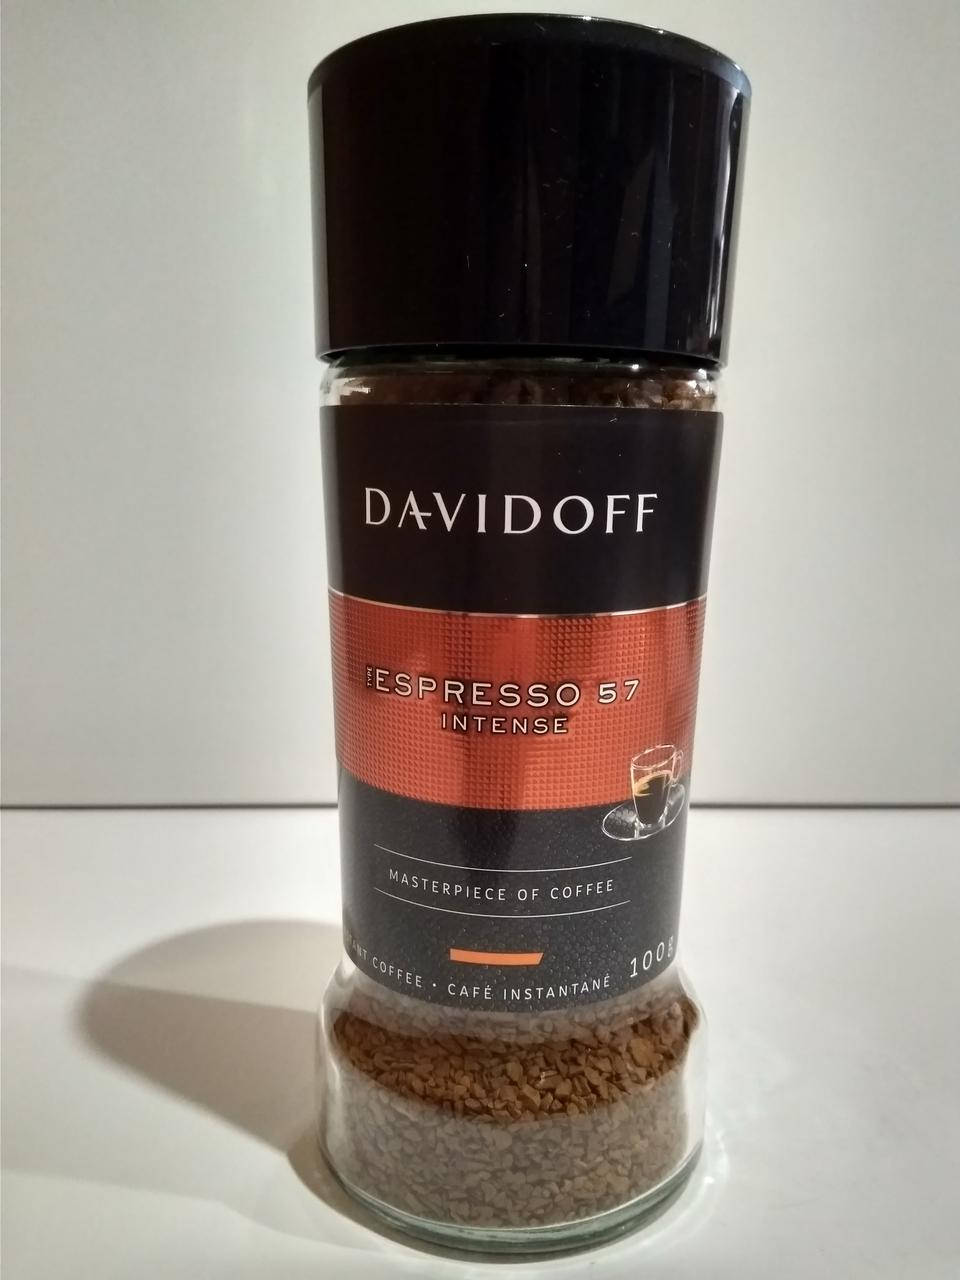 DAVIDOFF
TYPE
ESPRESSO 57
INTENSE
MASTERPIECE OF COFFEE
COFFEE • CAFÉ INSTANTANÉ
100g